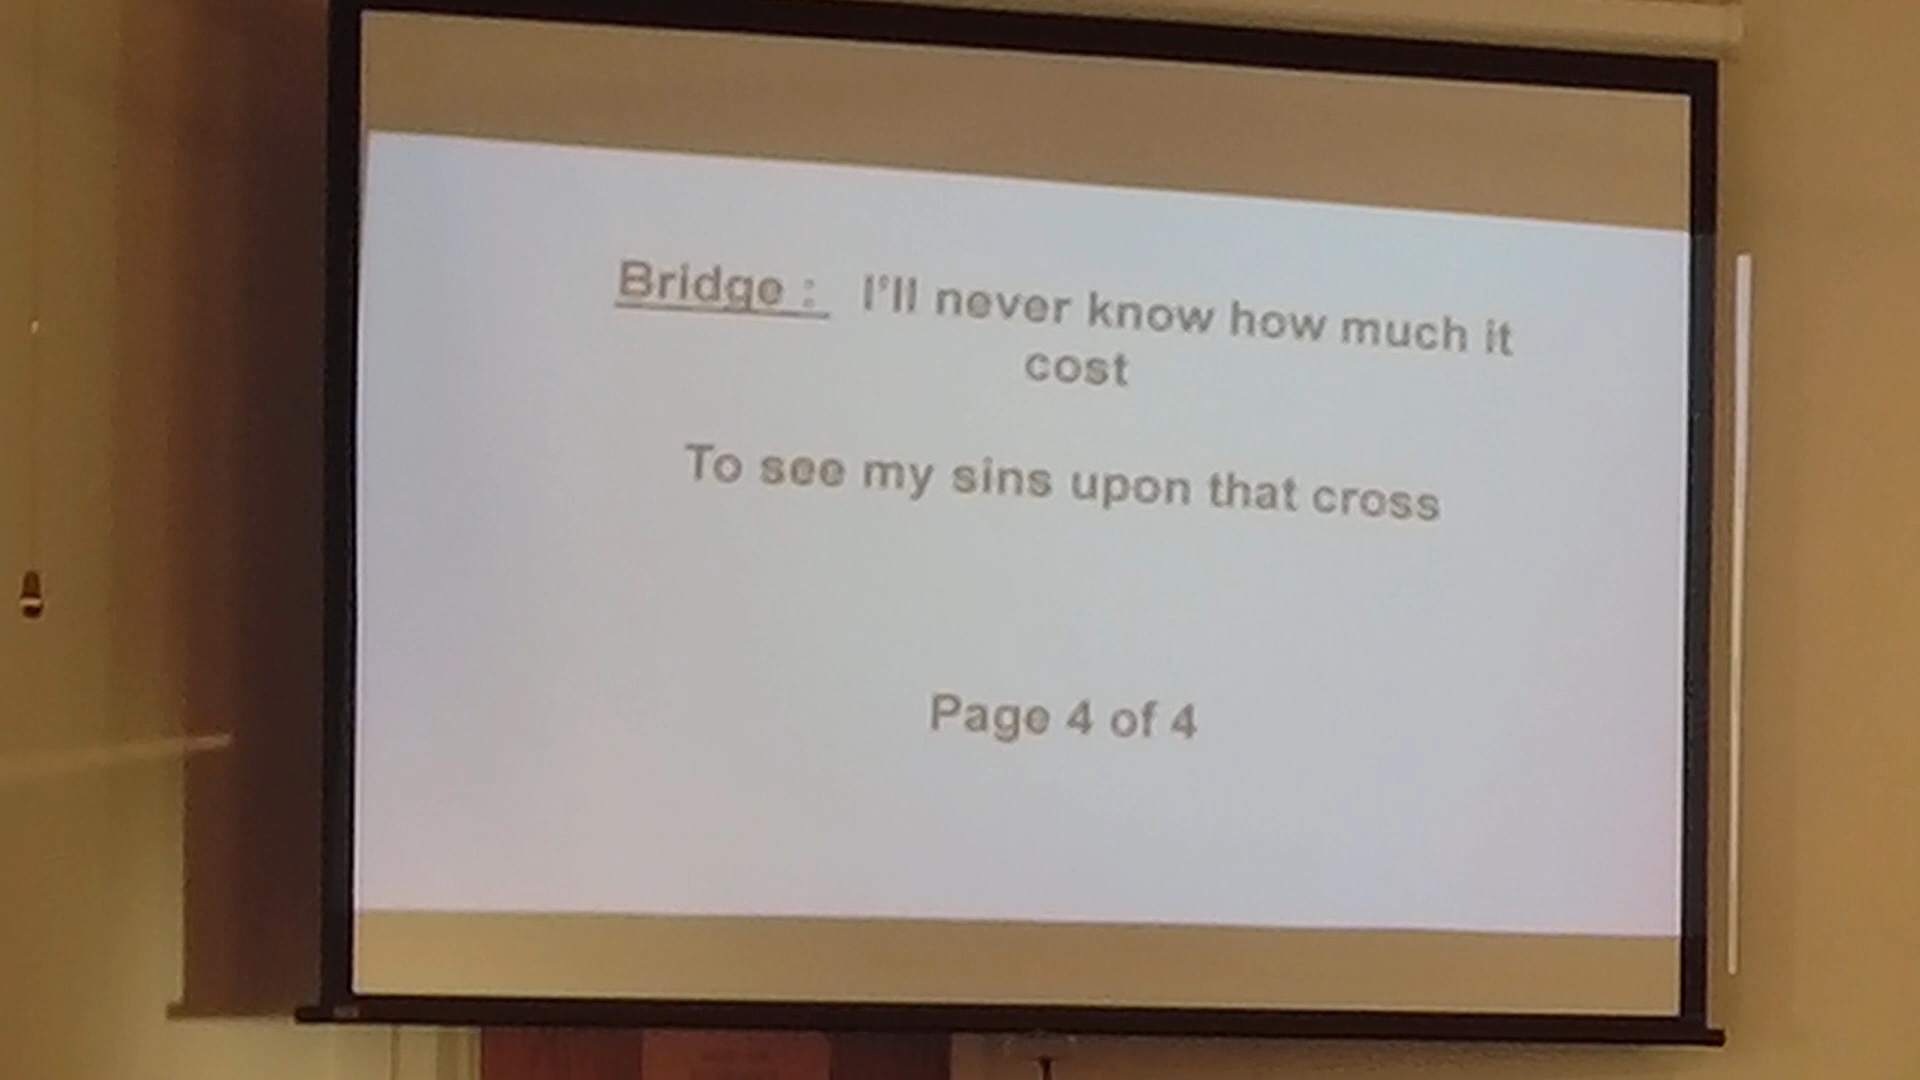 Bridge : I'll never know how much it
cost
To see my sins upon that cross
Page 4 of 4